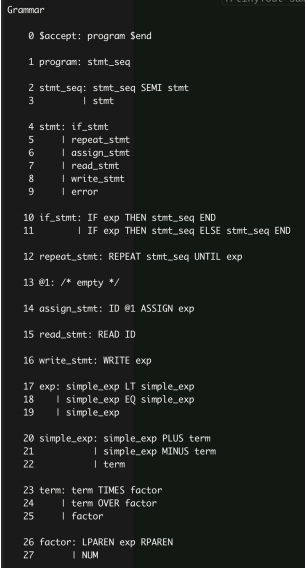 Grammar
0 $accept: program $end
1 program: stmt_seq
2 stmt_seq: stmt_seq SEMI stmt
3 | stmt
4 stmt: if_stmt
5 | repeat_stmt
6 | assign_stmt
7 | read_stmt
8 | write_stmt
9 | error
10 if_stmt: IF exp THEN stmt_seq END
11 | IF exp THEN stmt_seq ELSE stmt_seq END
12 repeat_stmt: REPEAT stmt_seq UNTIL exp
13 @1: /* empty */
14 assign_stmt: ID @1 ASSIGN exp
15 read_stmt: READ ID
16 write_stmt: WRITE exp
17 exp: simple_exp LT simple_exp
18 | simple_exp EQ simple_exp
19 | simple_exp
20 simple_exp: simple_exp PLUS term
21 | simple_exp MINUS term
22 | term
23 term: term TIMES factor
24 | term OVER factor
25 | factor
26 factor: LPAREN exp RPAREN
27 | NUM